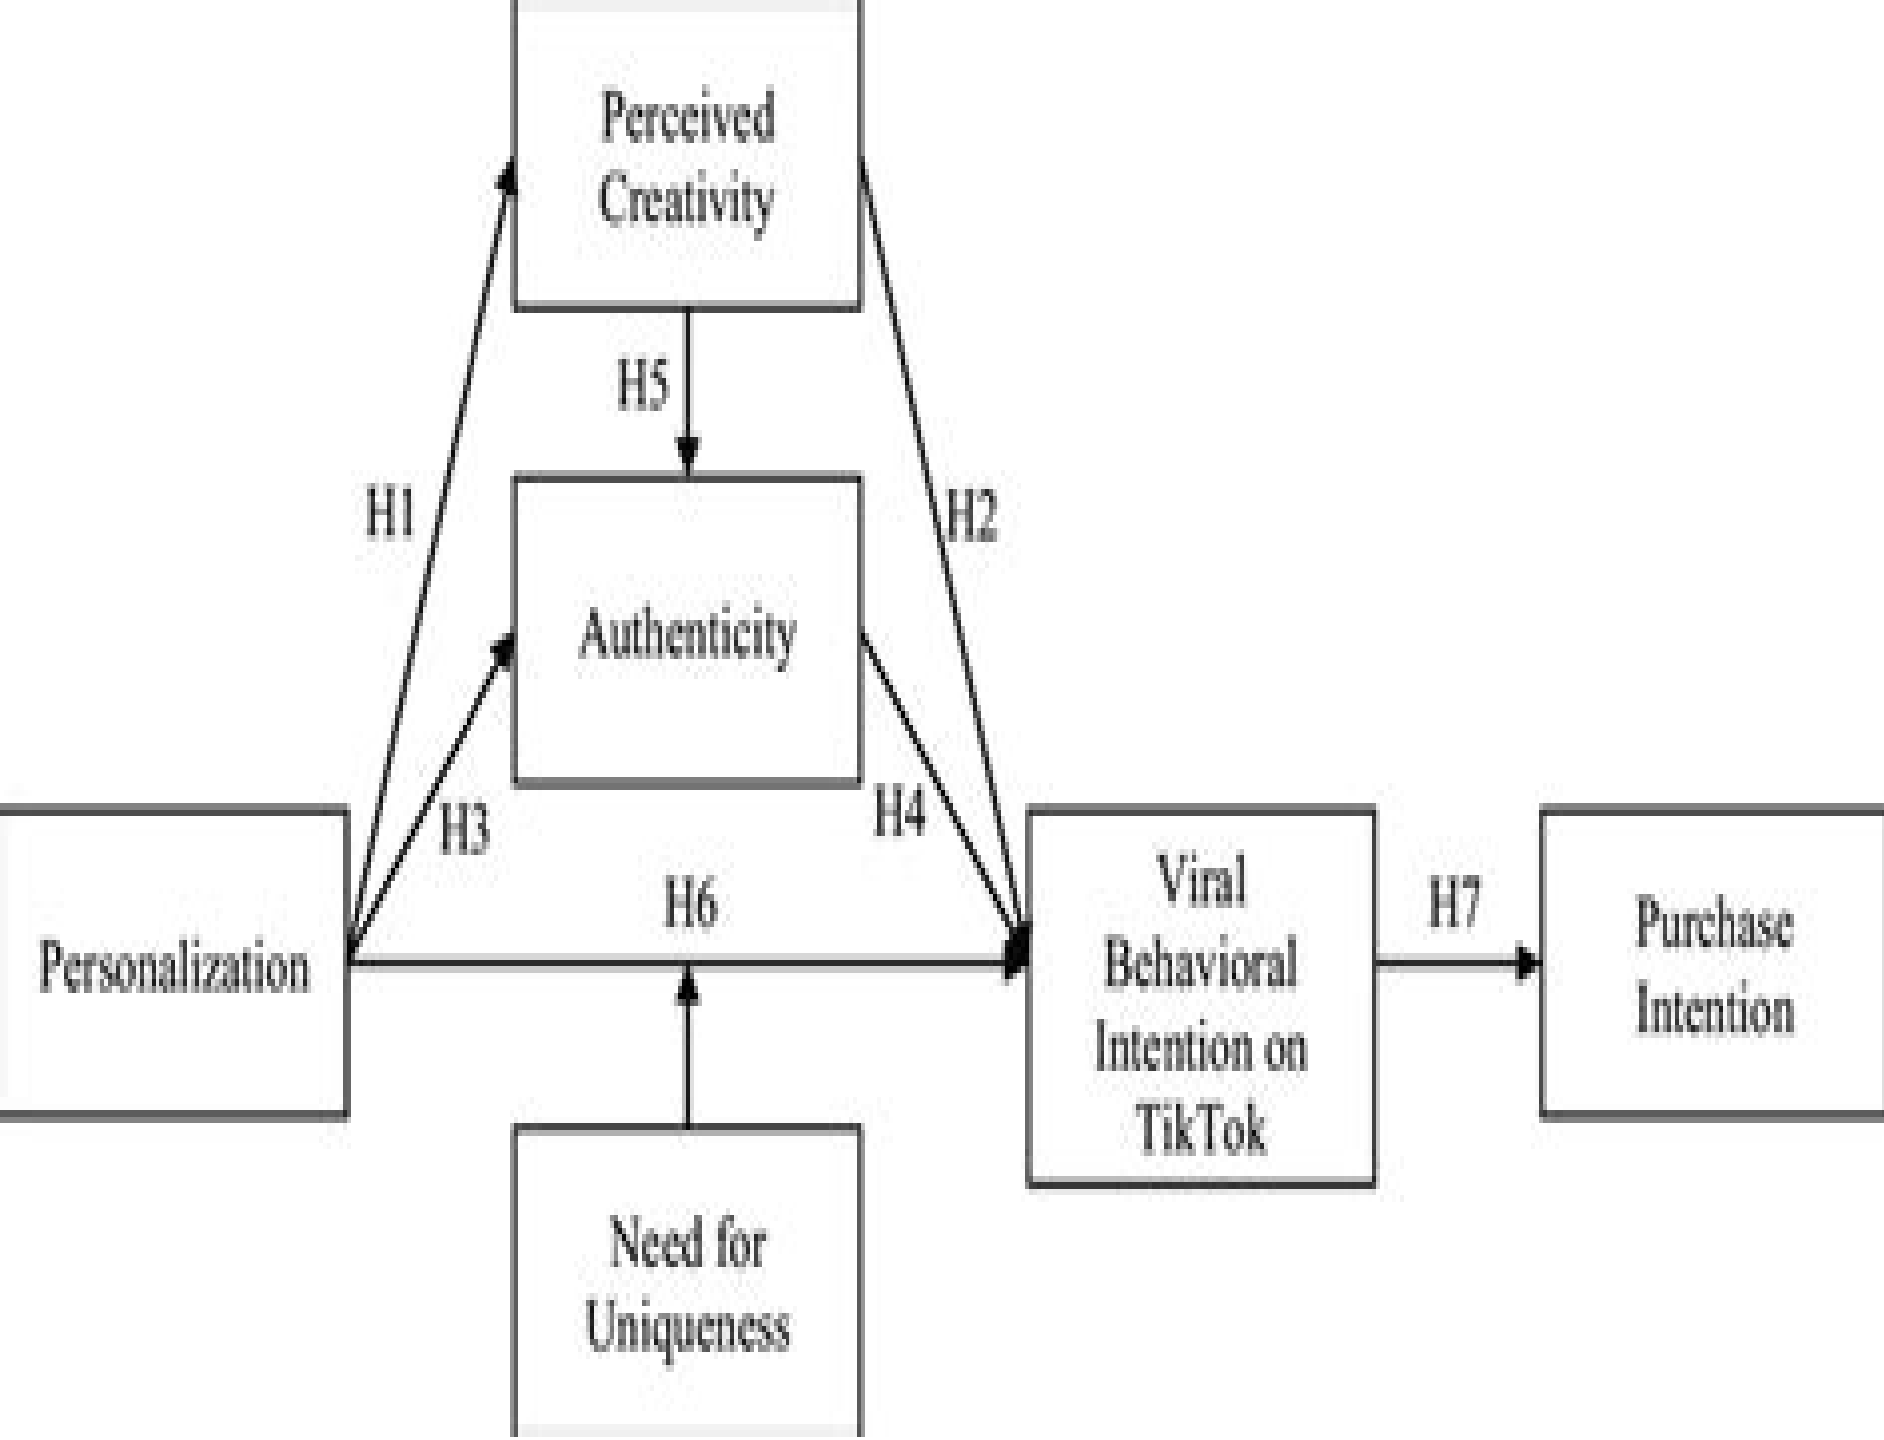 Perceived
Creativity
H5
H1
H2
Authenticity
H3
H4
H6
Personalization
Viral
Behavioral
Intention on
TikTok
H7
Purchase
Intention
Need for
Uniqueness